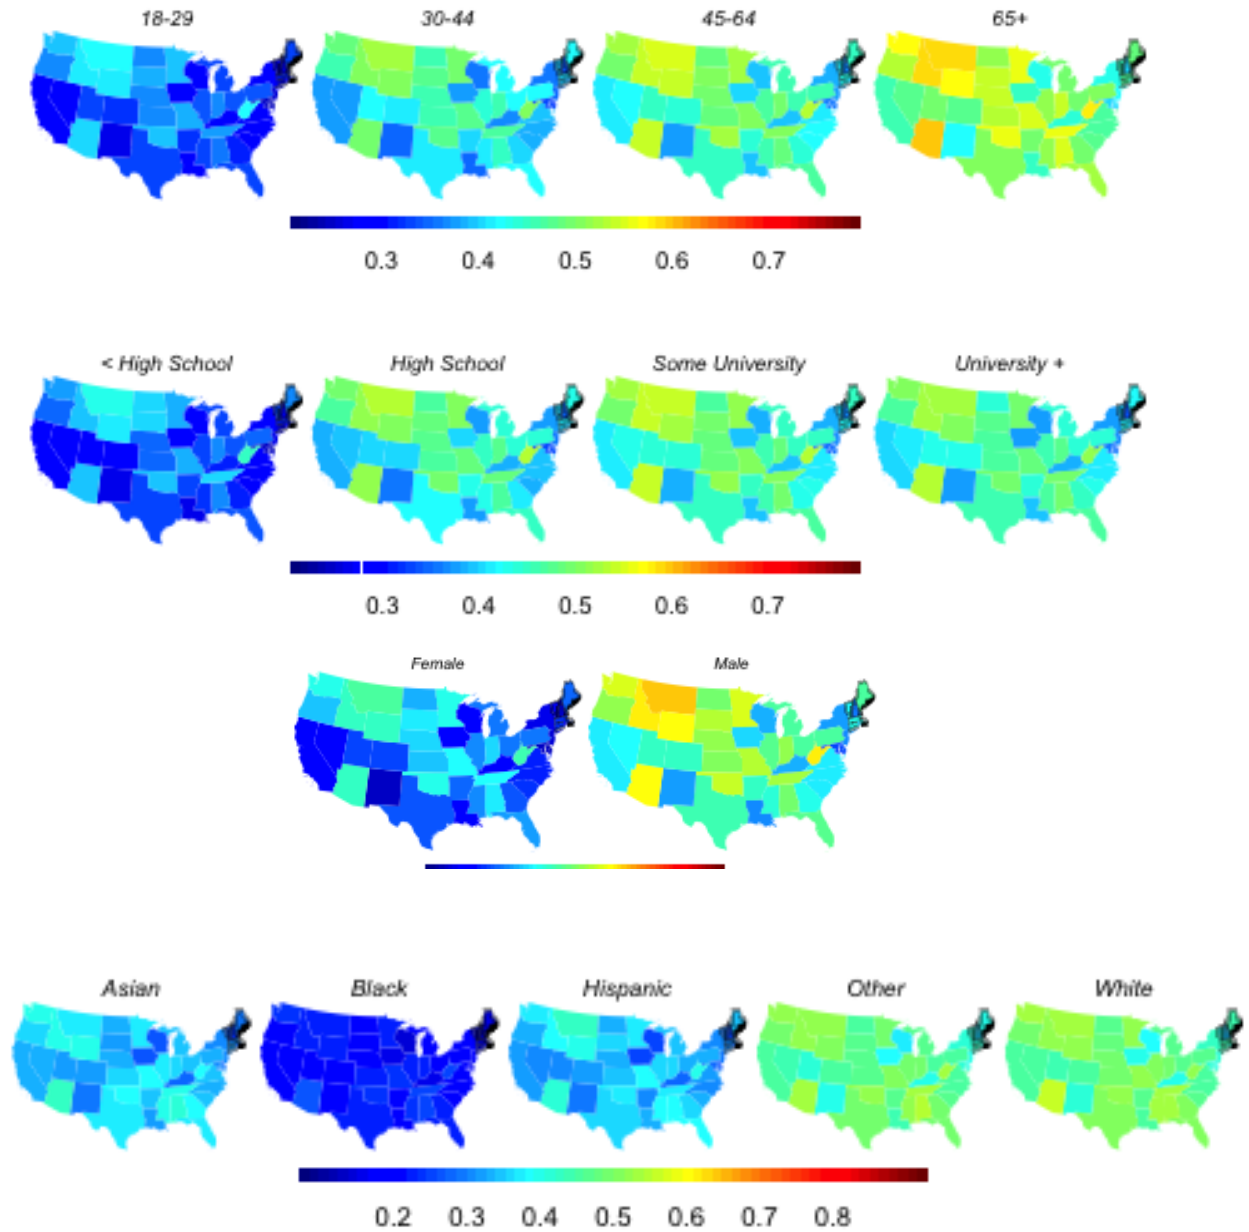 18-29 30-44 45-64 65+
0.3 0.4 0.5 0.6 0.7
< High School High School Some University University +
0.3 0.4 0.5 0.6 0.7
Female Male
Asian Black Hispanic Other White
0.2 0.3 0.4 0.5 0.6 0.7 0.8